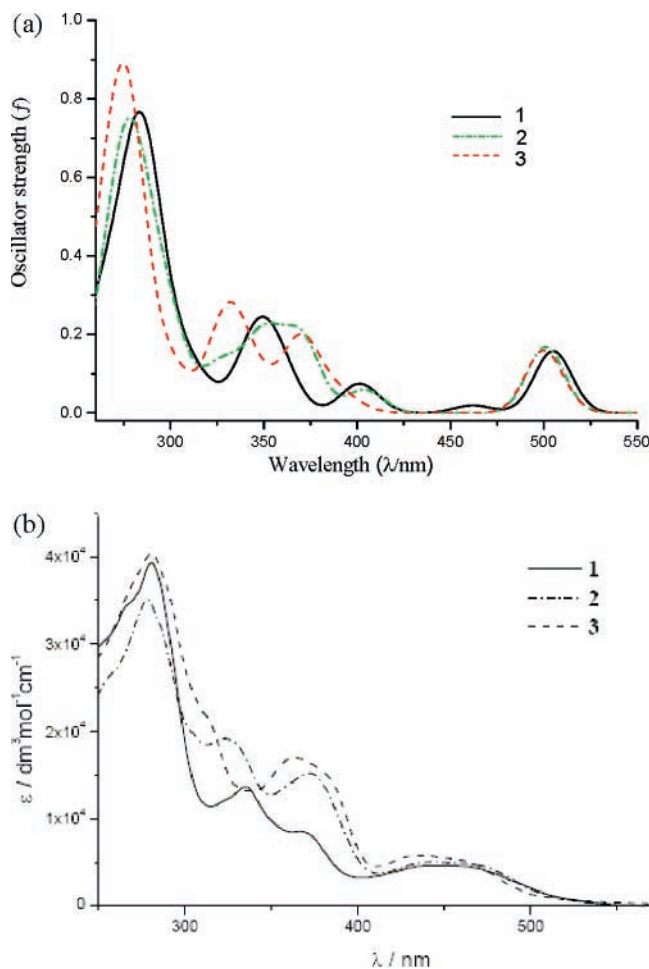 (a)
1.0
0.8
0.6
0.4
0.2
0.0
Oscillator strength (f)
1
2
3
300 350 400 450 500 550
Wavelength (λ/nm)
(b)
4x10⁴
3x10⁴
2x10⁴
1x10⁴
0
ε / dm³mol⁻¹cm⁻¹
1
2
3
300 400 500
λ / nm